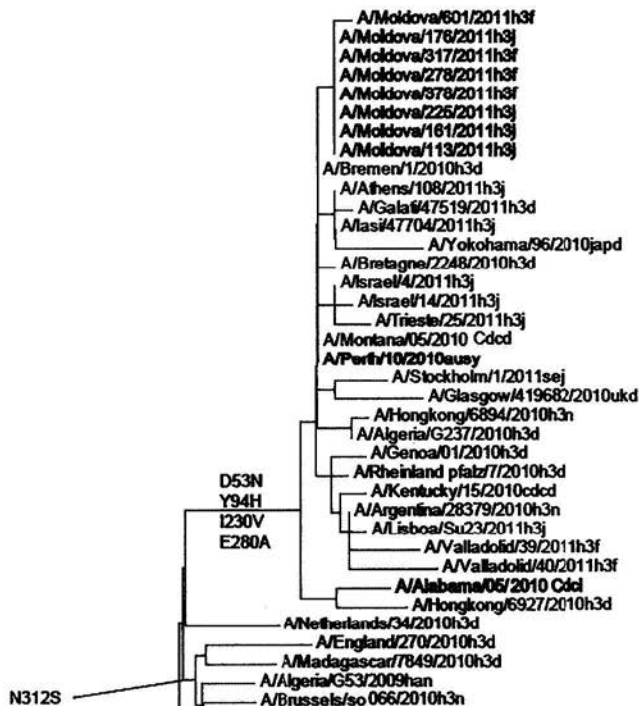 A/Moldova/601/2011h3f
A/Moldova/176/2011h3j
A/Moldova/317/2011h3f
A/Moldova/278/2011h3f
A/Moldova/378/2011h3f
A/Moldova/225/2011h3j
A/Moldova/161/2011h3j
A/Moldova/113/2011h3j
A/Bremen/1/2010h3d
A/Athens/108/2011h3j
A/Galati/47519/2011h3d
A/Iasi/47704/2011h3j
A/Yokohama/96/2010japd
A/Bretagne/2248/2010h3d
A/Israel/4/2011h3j
A/Israel/14/2011h3j
A/Trieste/25/2011h3j
A/Montana/05/2010 Cdcd
A/Perth/10/2010ausy
A/Stockholm/1/2011sej
A/Glasgow/419682/2010ukd
A/Hongkong/6894/2010h3n
A/Algeria/G237/2010h3d
A/Genoa/01/2010h3d
A/Rheinland pfalz/7/2010h3d
A/Kentucky/15/2010cdcd
A/Argentina/28379/2010h3n
A/Lisboa/Su23/2011h3j
A/Valladolid/39/2011h3f
A/Valladolid/40/2011h3f
D53N
Y94H
I230V
E280A
A/Alabama/05/2010 Cdcl
A/Hongkong/6927/2010h3d
A/Netherlands/34/2010h3d
A/England/270/2010h3d
A/Madagascar/7849/2010h3d
A/Algeria/G53/2009han
A/Brussels/so 066/2010h3n
N312S